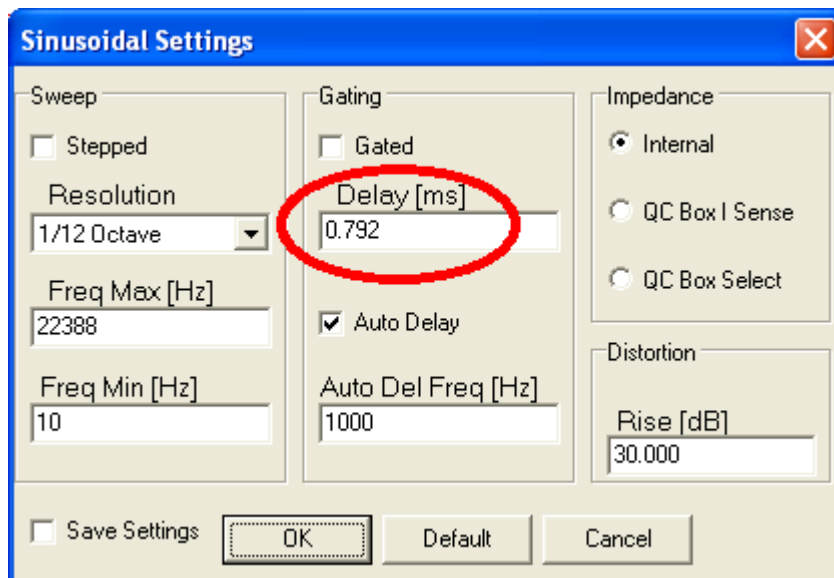 Sinusoidal Settings
Sweep
Stepped
Resolution
1/12 Octave
Freq Max [Hz]
22388
Freq Min [Hz]
10
Gating
Gated
Delay [ms]
0.792
Auto Delay
Auto Del Freq [Hz]
1000
Impedance
Internal
QC Box I Sense
QC Box Select
Distortion
Rise [dB]
30.000
Save Settings
OK
Default
Cancel